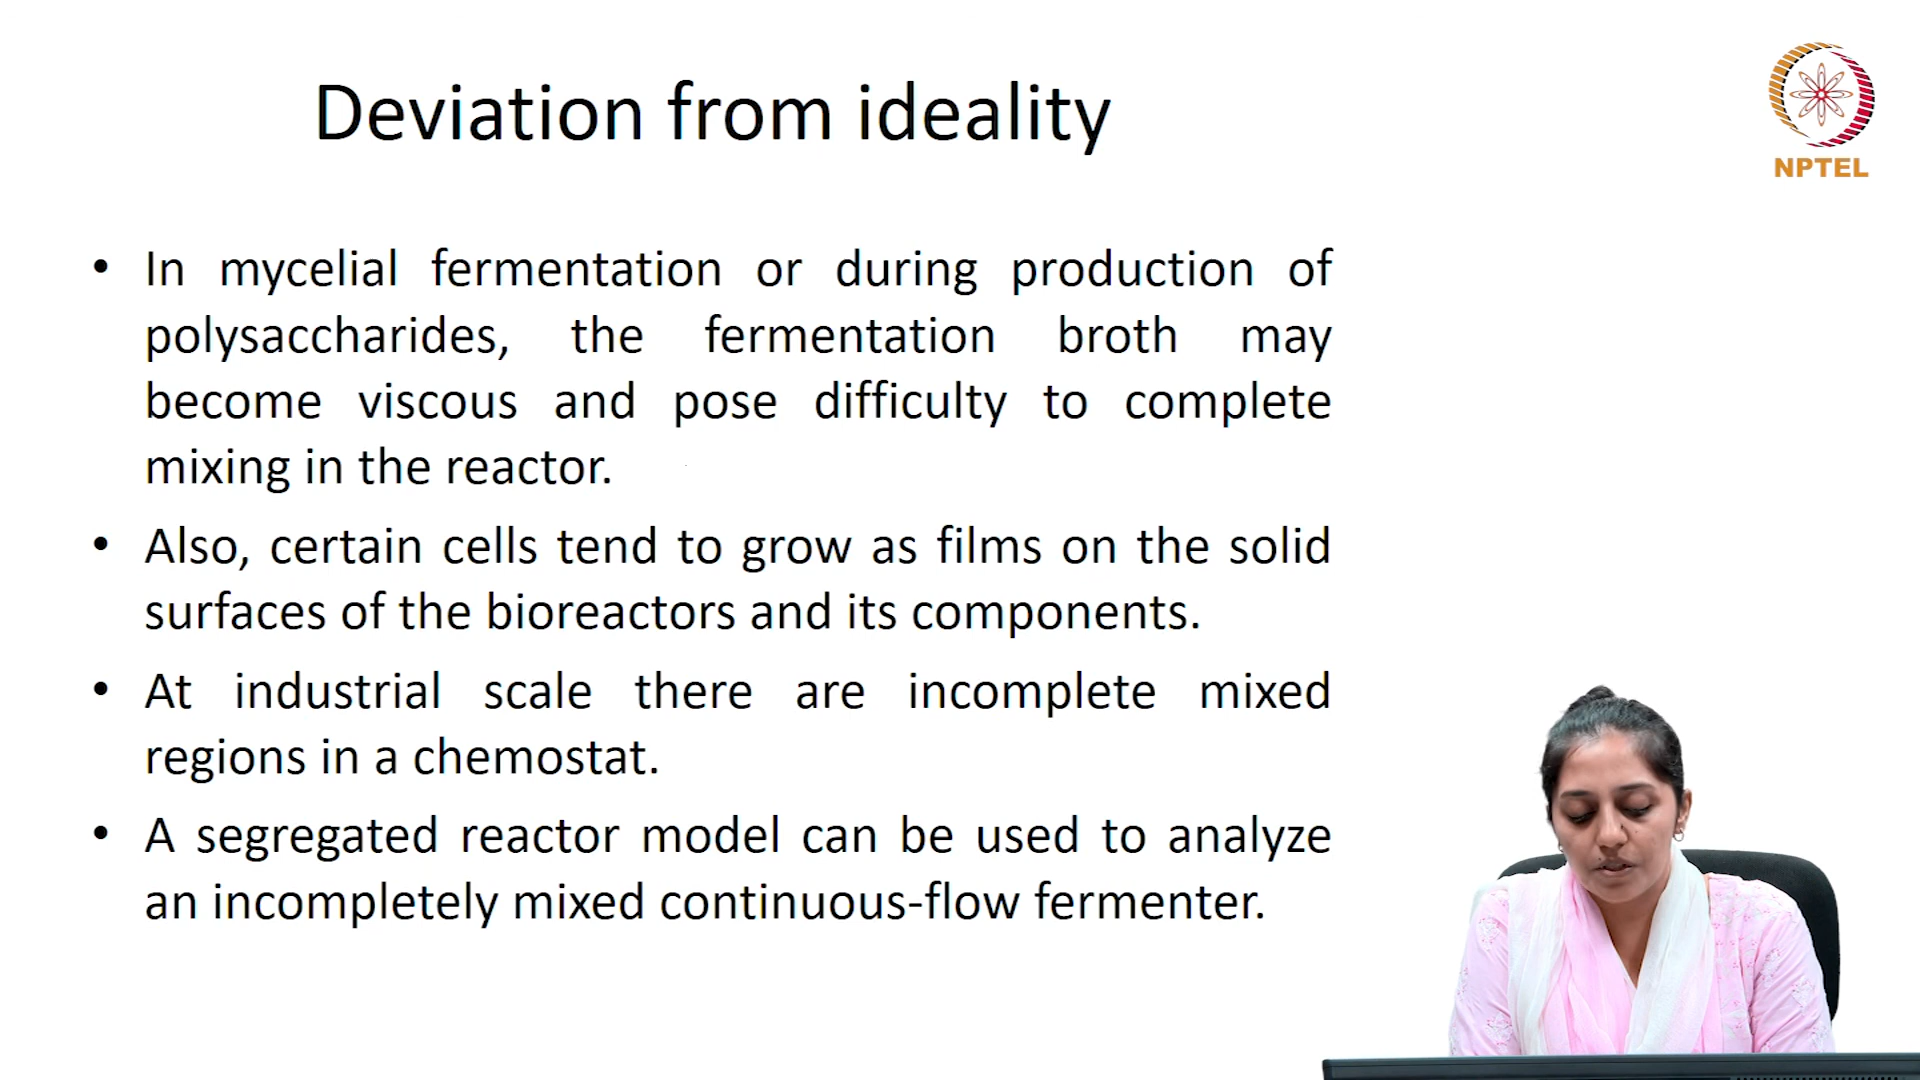 Deviation from ideality
NPTEL
• In mycelial fermentation or during production of
polysaccharides, the fermentation broth may
become viscous and pose difficulty to complete
mixing in the reactor.
• Also, certain cells tend to grow as films on the solid
surfaces of the bioreactors and its components.
• At industrial scale there are incomplete mixed
regions in a chemostat.
• A segregated reactor model can be used to analyze
an incompletely mixed continuous-flow fermenter.